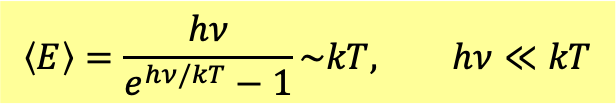 ⟨E⟩ = hν / (e^{hν/kT} − 1) ~kT, hν ≪ kT